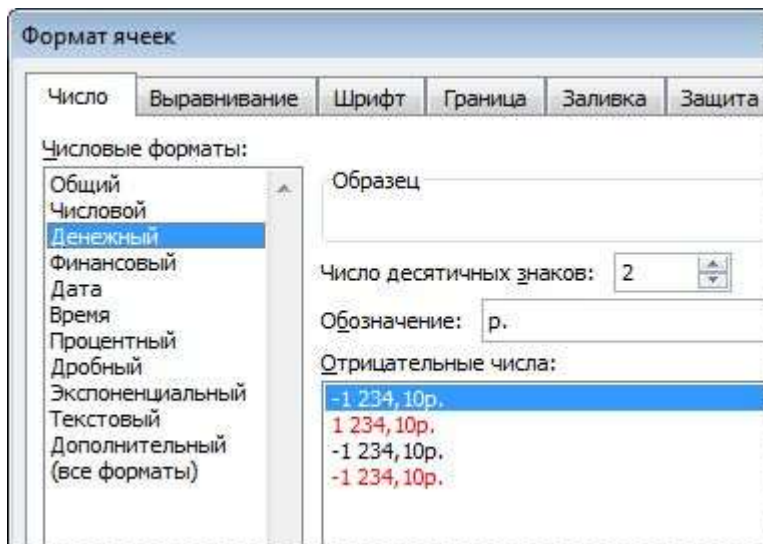 Формат ячеек
Число Выравнивание Шрифт Граница Заливка Защита
Числовые форматы:
Общий
Числовой
Денежный
Финансовый
Дата
Время
Процентный
Дробный
Экспоненциальный
Текстовый
Дополнительный
(все форматы)
Образец
Число десятичных знаков: 2
Обозначение: р.
Отрицательные числа:
-1 234,10р.
1 234,10р.
-1 234,10р.
-1 234,10р.